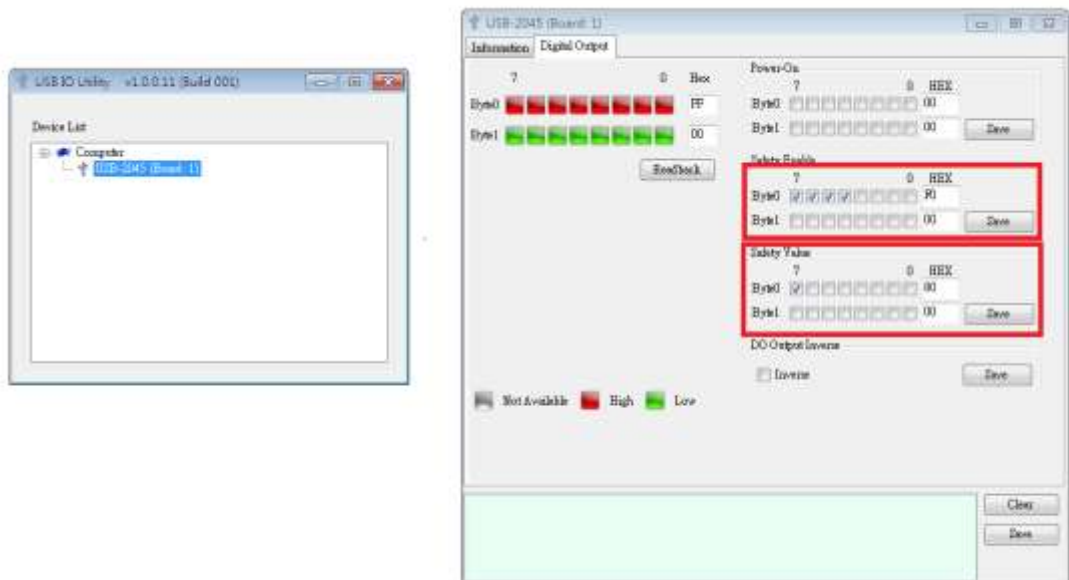 USB IO Utility v1.0.0.11 (Build 001)
Device List
Computer
USB-2045 (Board: 1)
USB-2045 (Board: 1)
Information Digital Output
7 0 Hex
Byte0 FF
Byte1 00
ReadBack
Not Available High Low
Power-On
7 0 HEX
Byte0 00
Byte1 00 Save
Safety Enable
7 0 HEX
Byte0 F0
Byte1 00 Save
Safety Value
7 0 HEX
Byte0 80
Byte1 00 Save
DO Output Inverse
Inverse Save
Clear
Save